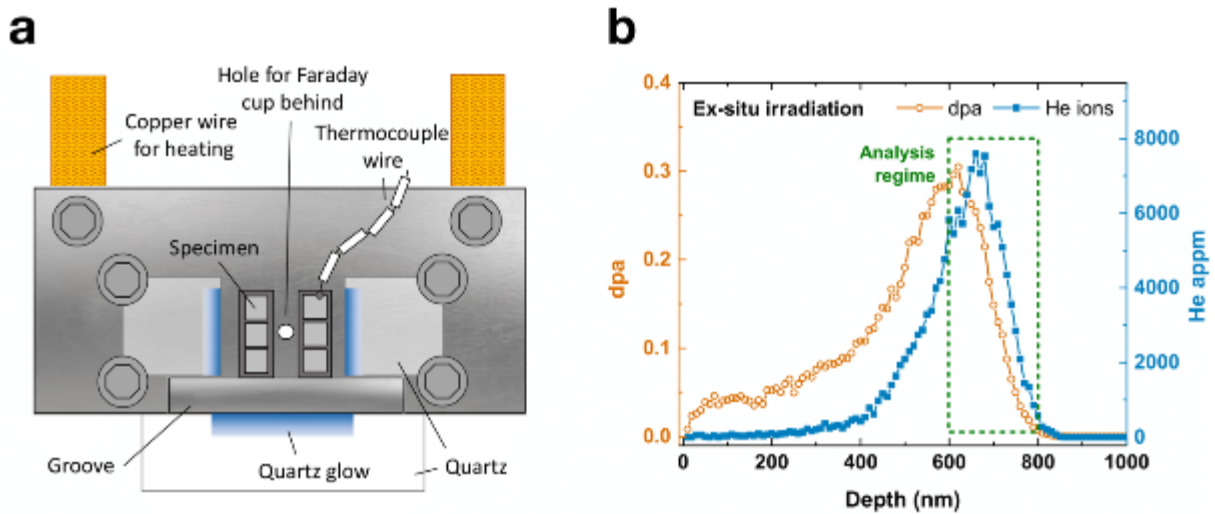 a
Hole for Faraday
cup behind
Copper wire
for heating
Thermocouple
wire
Specimen
Groove
Quartz glow
Quartz
b
Ex-situ irradiation
dpa
He ions
Analysis
regime
0.4
0.3
0.2
0.1
0.0
dpa
8000
6000
4000
2000
0
He appm
0
200
400
600
800
1000
Depth (nm)